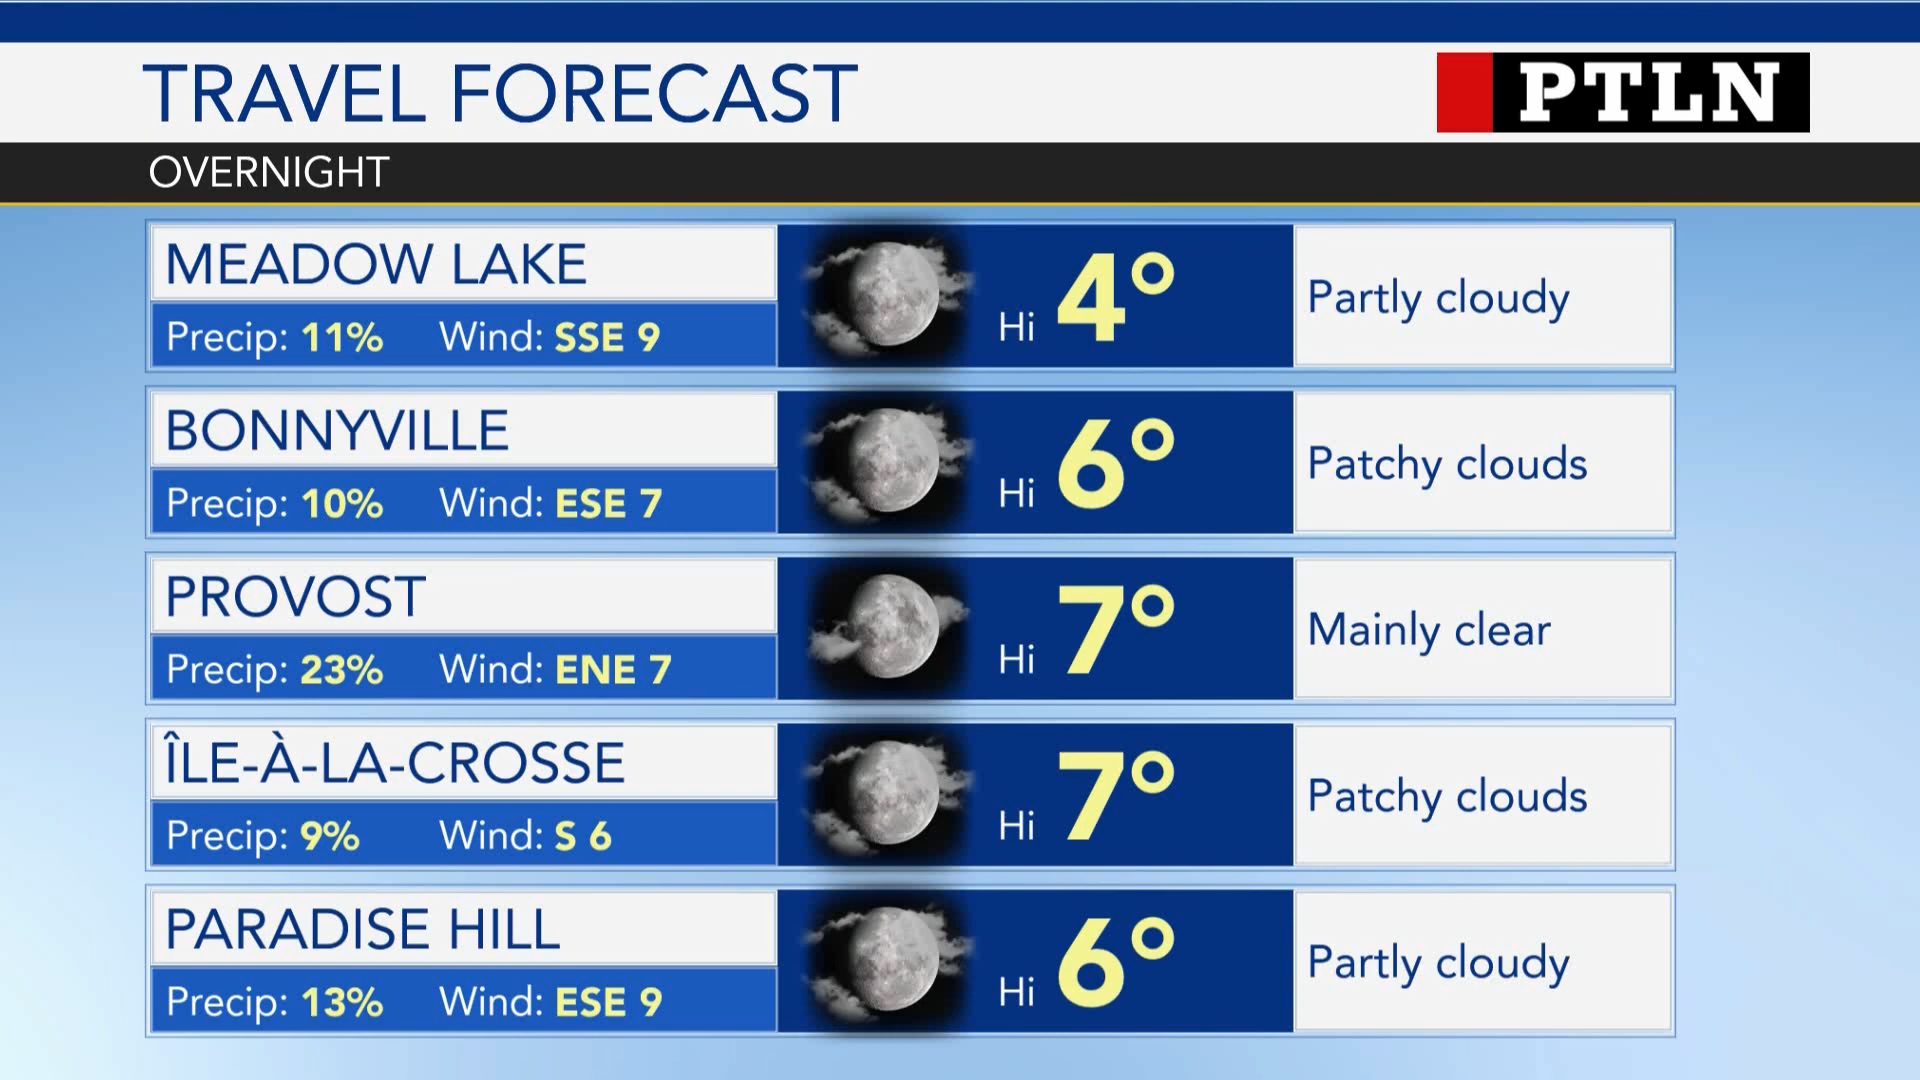 TRAVEL FORECAST
PTLN
OVERNIGHT
MEADOW LAKE
Precip: 11% Wind: SSE 9
Hi 4°
Partly cloudy
BONNYVILLE
Precip: 10% Wind: ESE 7
Hi 6°
Patchy clouds
PROVOST
Precip: 23% Wind: ENE 7
Hi 7°
Mainly clear
ÎLE-À-LA-CROSSE
Precip: 9% Wind: S 6
Hi 7°
Patchy clouds
PARADISE HILL
Precip: 13% Wind: ESE 9
Hi 6°
Partly cloudy